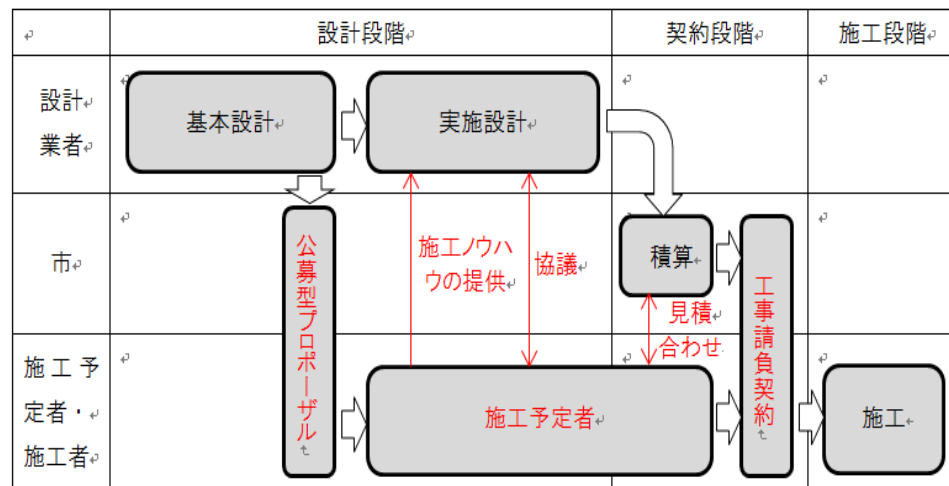 設計段階
契約段階
施工段階
設計
業者
基本設計
実施設計
市
公募型プロポーザル
施工ノウハ
ウの提供
協議
積算
見積
合わせ
工事請負契約
施工予
定者・
施工者
施工予定者
施工